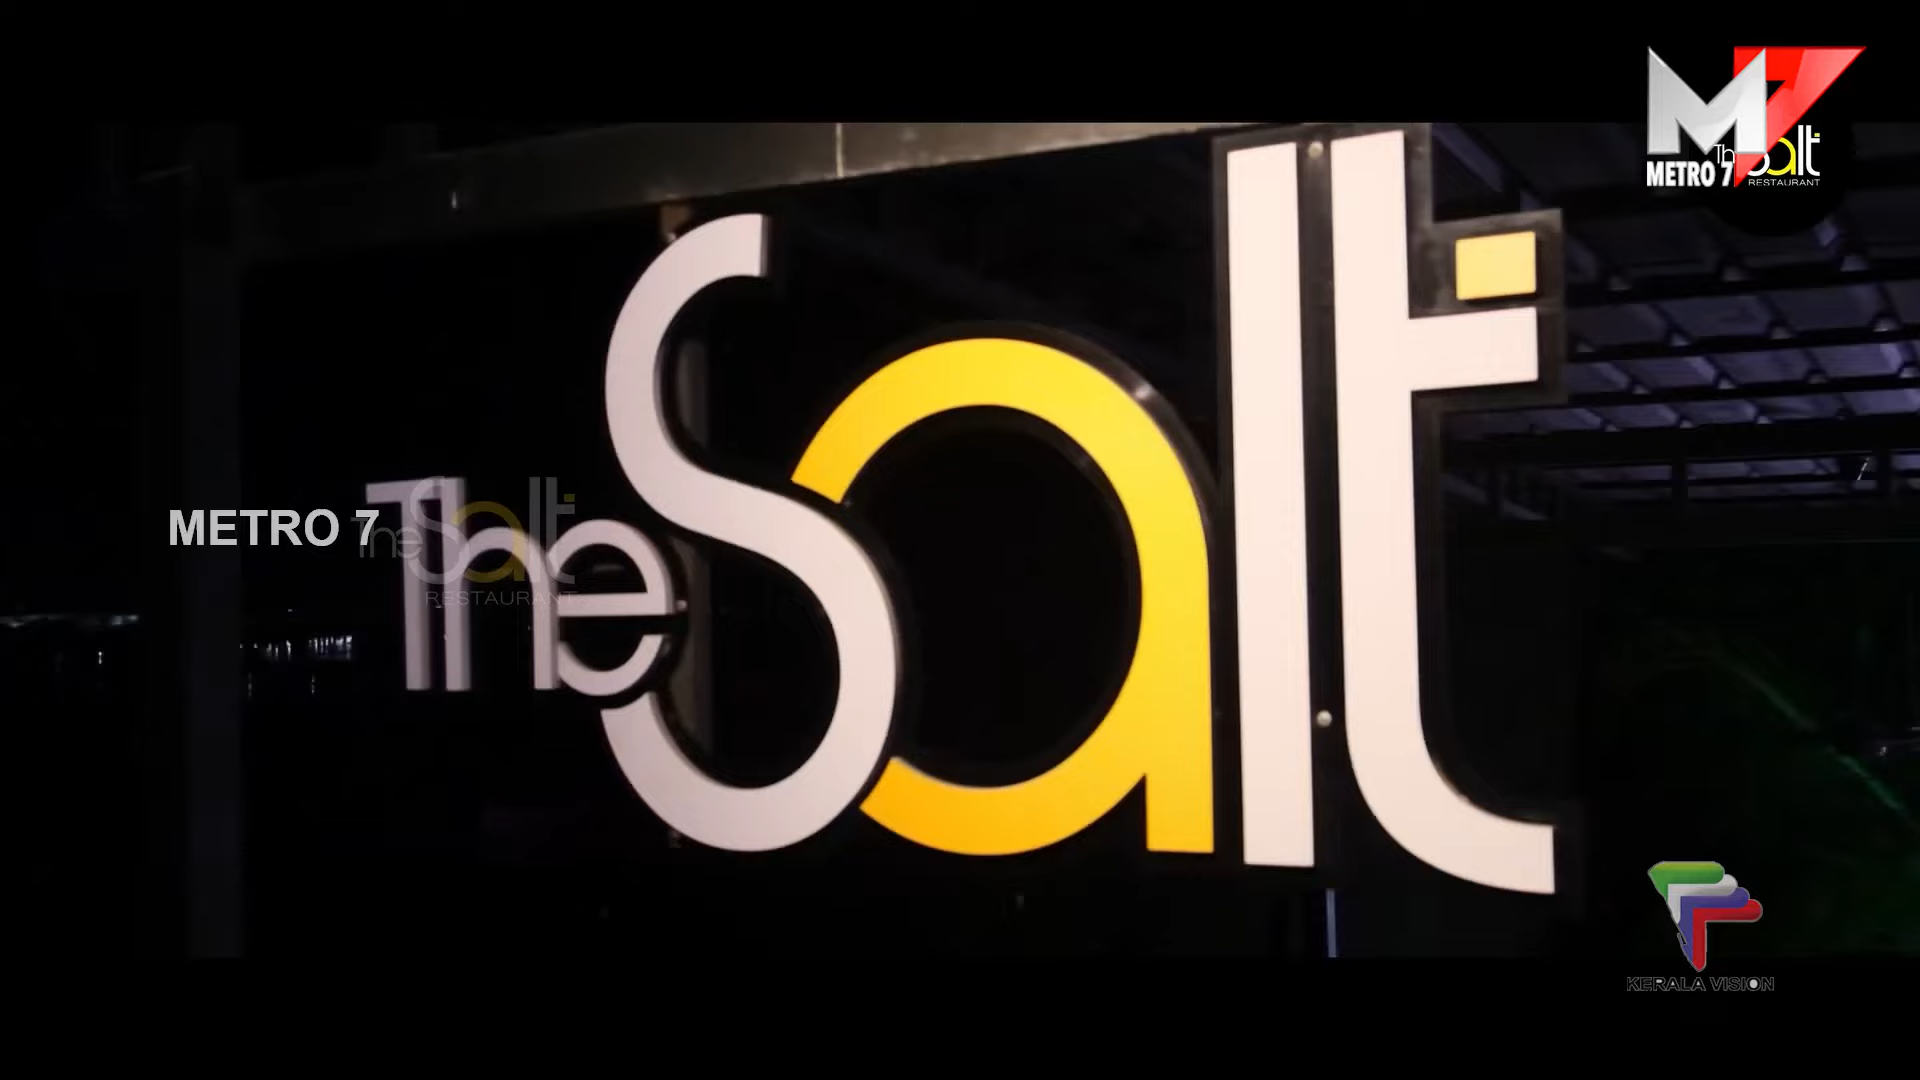 METRO 7
The Salt
RESTAURANT
The Salt
METRO 7
The Salt
RESTAURANT
KERALA VISION